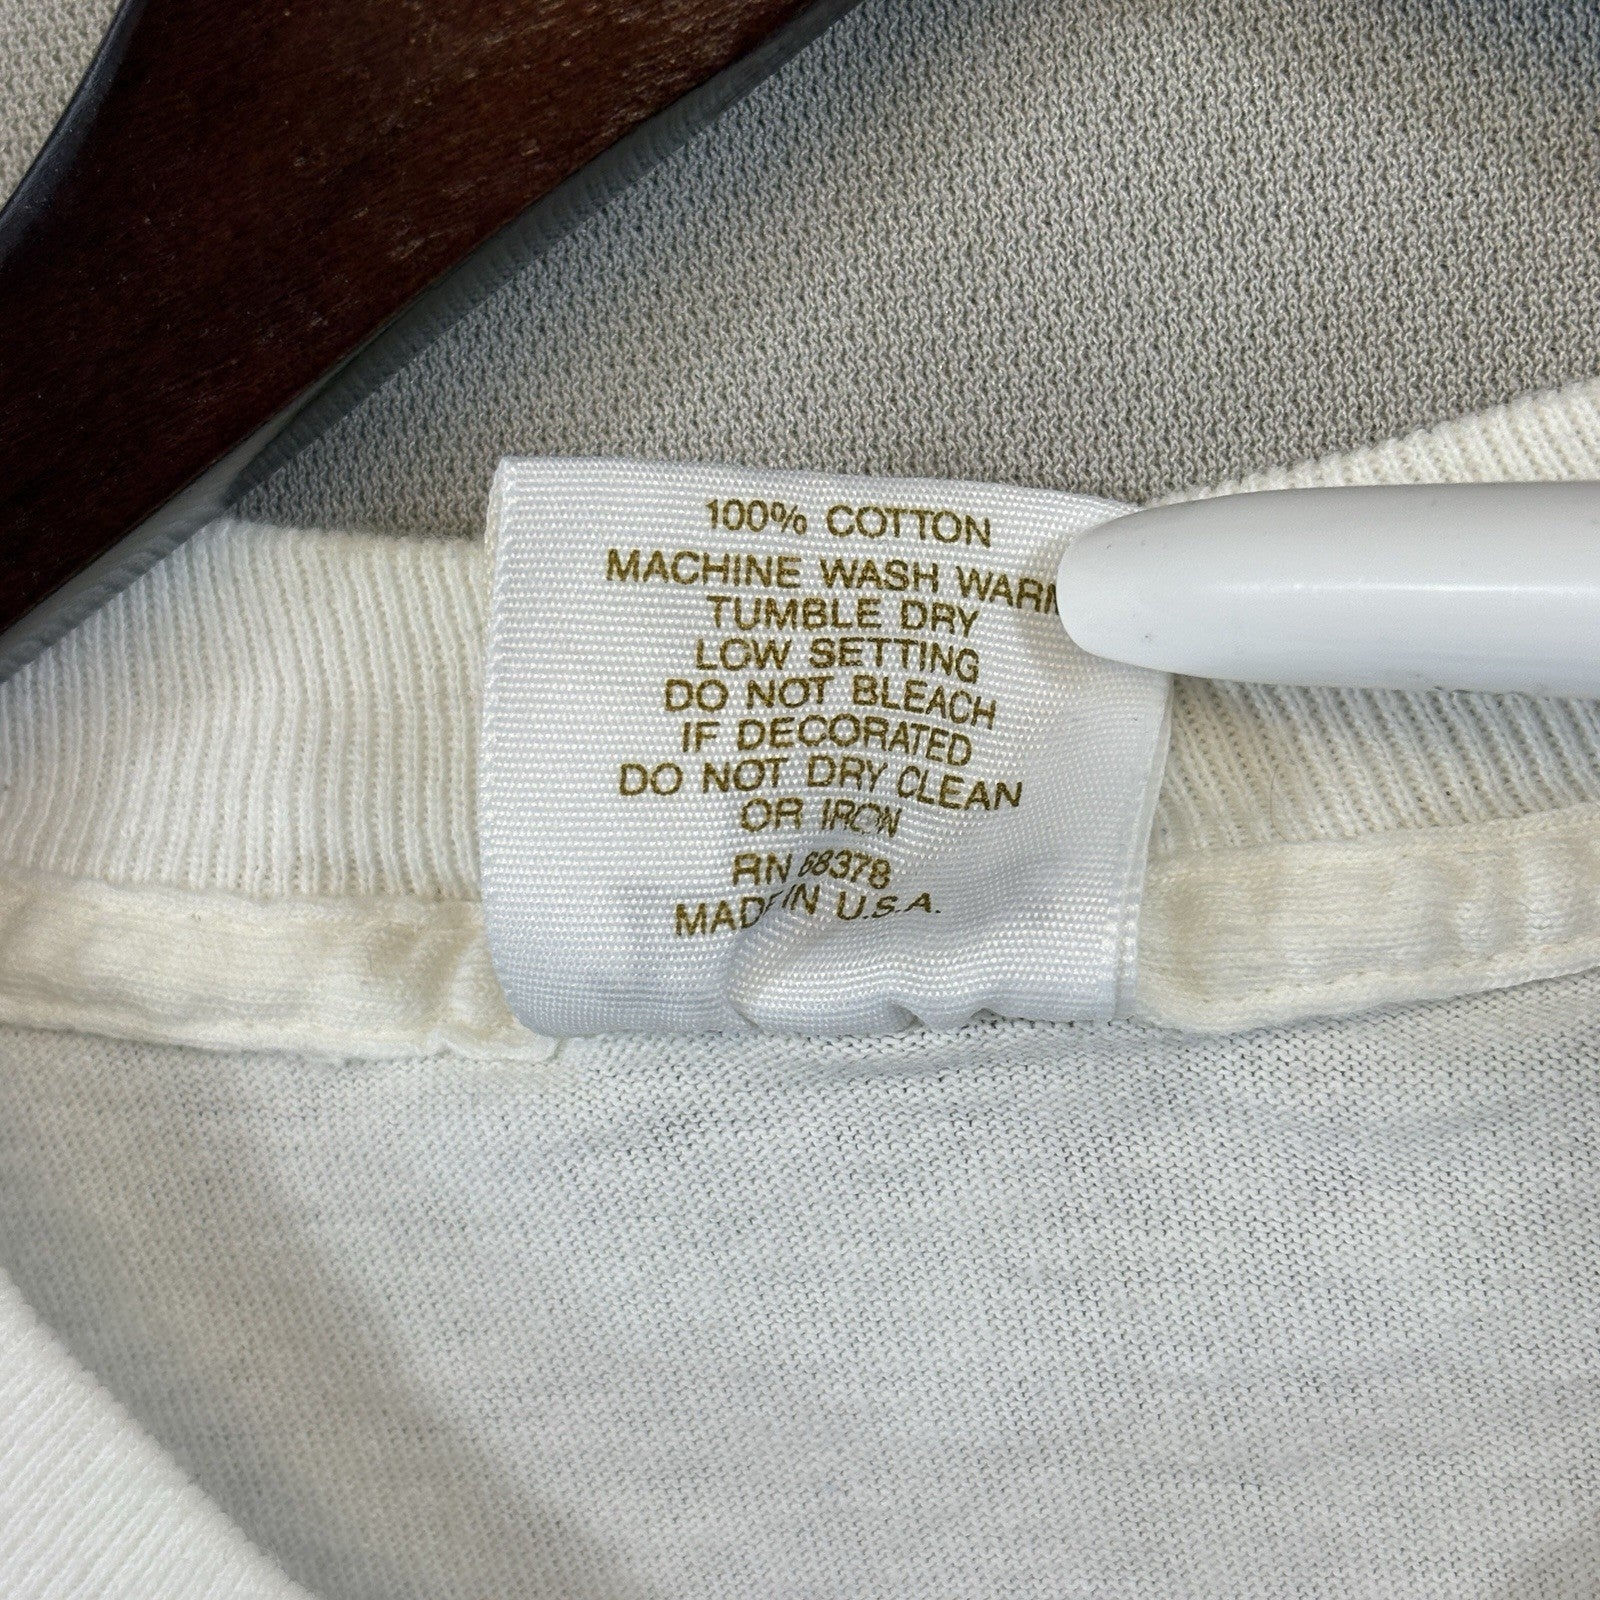 100% COTTON
MACHINE WASH WARM
TUMBLE DRY
LOW SETTING
DO NOT BLEACH
IF DECORATED
DO NOT DRY CLEAN
OR IRON
RN 68378
MADE IN U.S.A.